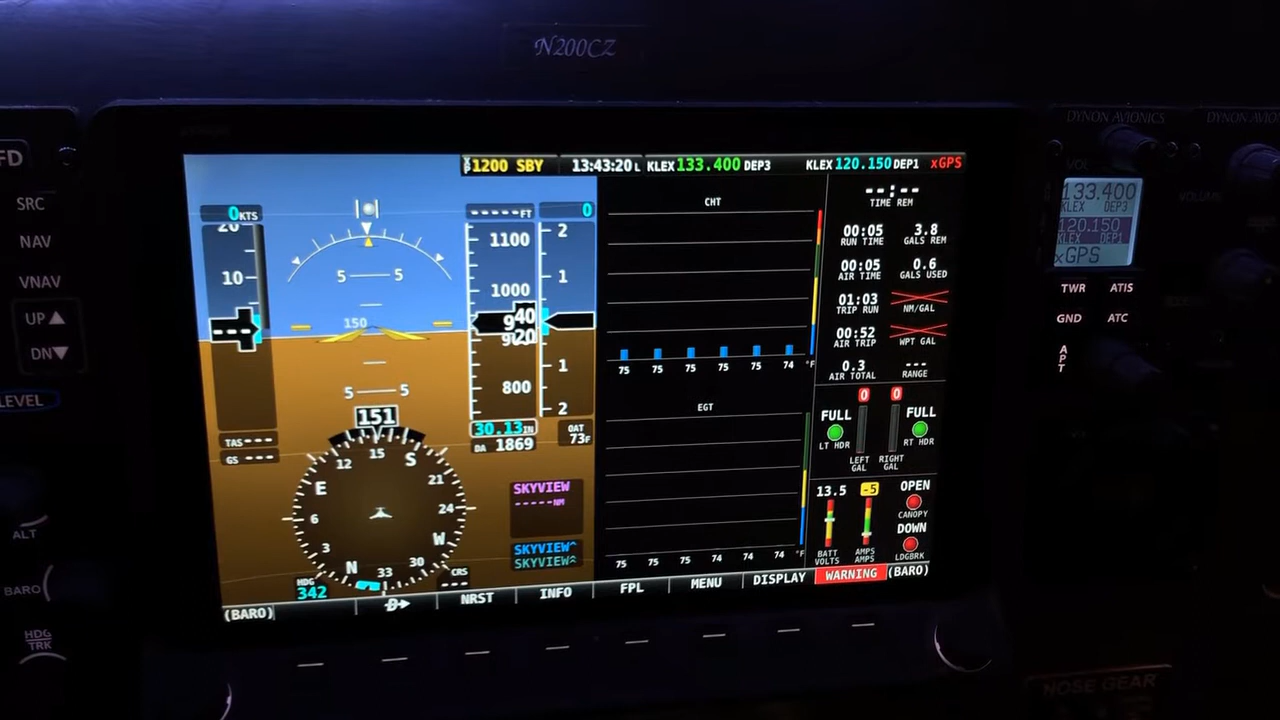 N200CZ
DYNON AVIONICS
DYNON AVIO
FD
SRC
NAV
VNAV
UP▲
DN▼
LEVEL
ALT
BARO
HDG
TRK
XP 1200 SBY
13:43:20L
KLEX 133.400 DEP3
KLEX 120.150 DEP1 xGPS
0KTS
20
10
TAS---
GS ---
5 5
150
5 5
-----FT
1100
1000
940
920
900
800
30.13IN
DA 1869
0
2
1
1
2
OAT
73F
151
12 15 S 21 24 W 30 33 N 3 6 E
HDG
342
CRS
---
SKYVIEW
-----NM
SKYVIEW^
SKYVIEW^
CHT
75 75 75 75 75 74 °F
EGT
75 75 75 74 74 74 °F
--:--
TIME REM
00:05 3.8
RUN TIME GALS REM
00:05 0.6
AIR TIME GALS USED
01:03
TRIP RUN NM/GAL
00:52
AIR TRIP WPT GAL
0.3 ---
AIR TOTAL RANGE
0 0
FULL FULL
LT HDR RT HDR
LEFT RIGHT
GAL GAL
13.5 -5 OPEN
CANOPY
DOWN
BATT AMPS
VOLTS AMPS
LDGBRK
(BARO) D NRST INFO FPL MENU DISPLAY WARNING (BARO)
VOL
VOLUME
133.400
KLEX DEP3
120.150
KLEX DEP1
xGPS
TWR ATIS
GND ATC
APT
NOSE GEAR